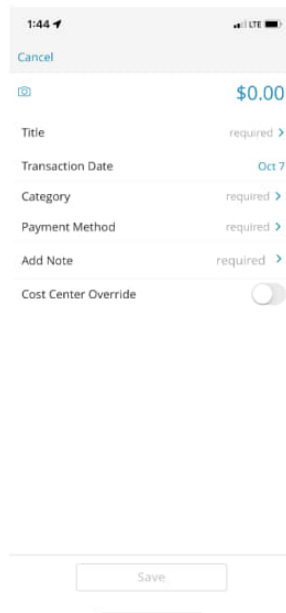 1:44 LTE
Cancel
$0.00
Title required >
Transaction Date Oct 7
Category required >
Payment Method required >
Add Note required >
Cost Center Override
Save